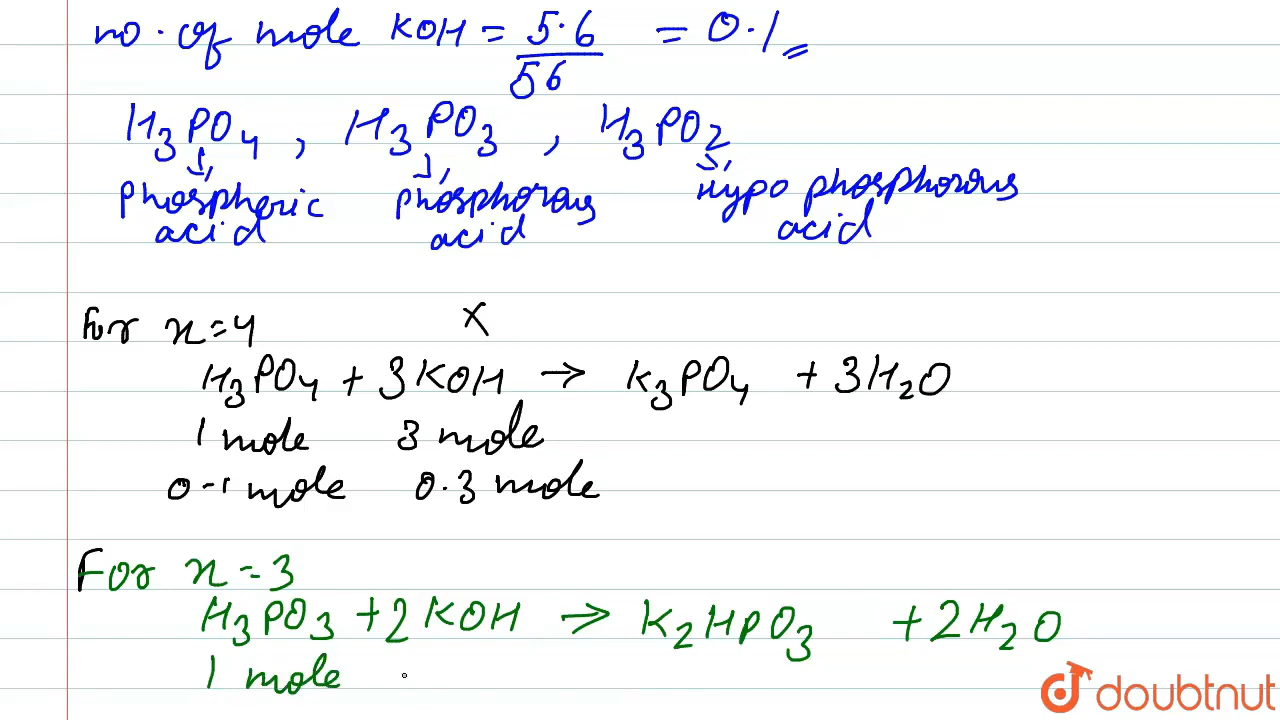 no. of mole KOH = 5.6/56 = 0.1
H3PO4 , H3PO3 , H3PO2
phospheric acid phosphorous acid Hypo phosphorous acid
For x=4 X
H3PO4 + 3KOH → K3PO4 + 3H2O
1 mole 3 mole
0.1 mole 0.3 mole
For x=3
H3PO3 + 2KOH → K2HPO3 + 2H2O
1 mole
doubtnut